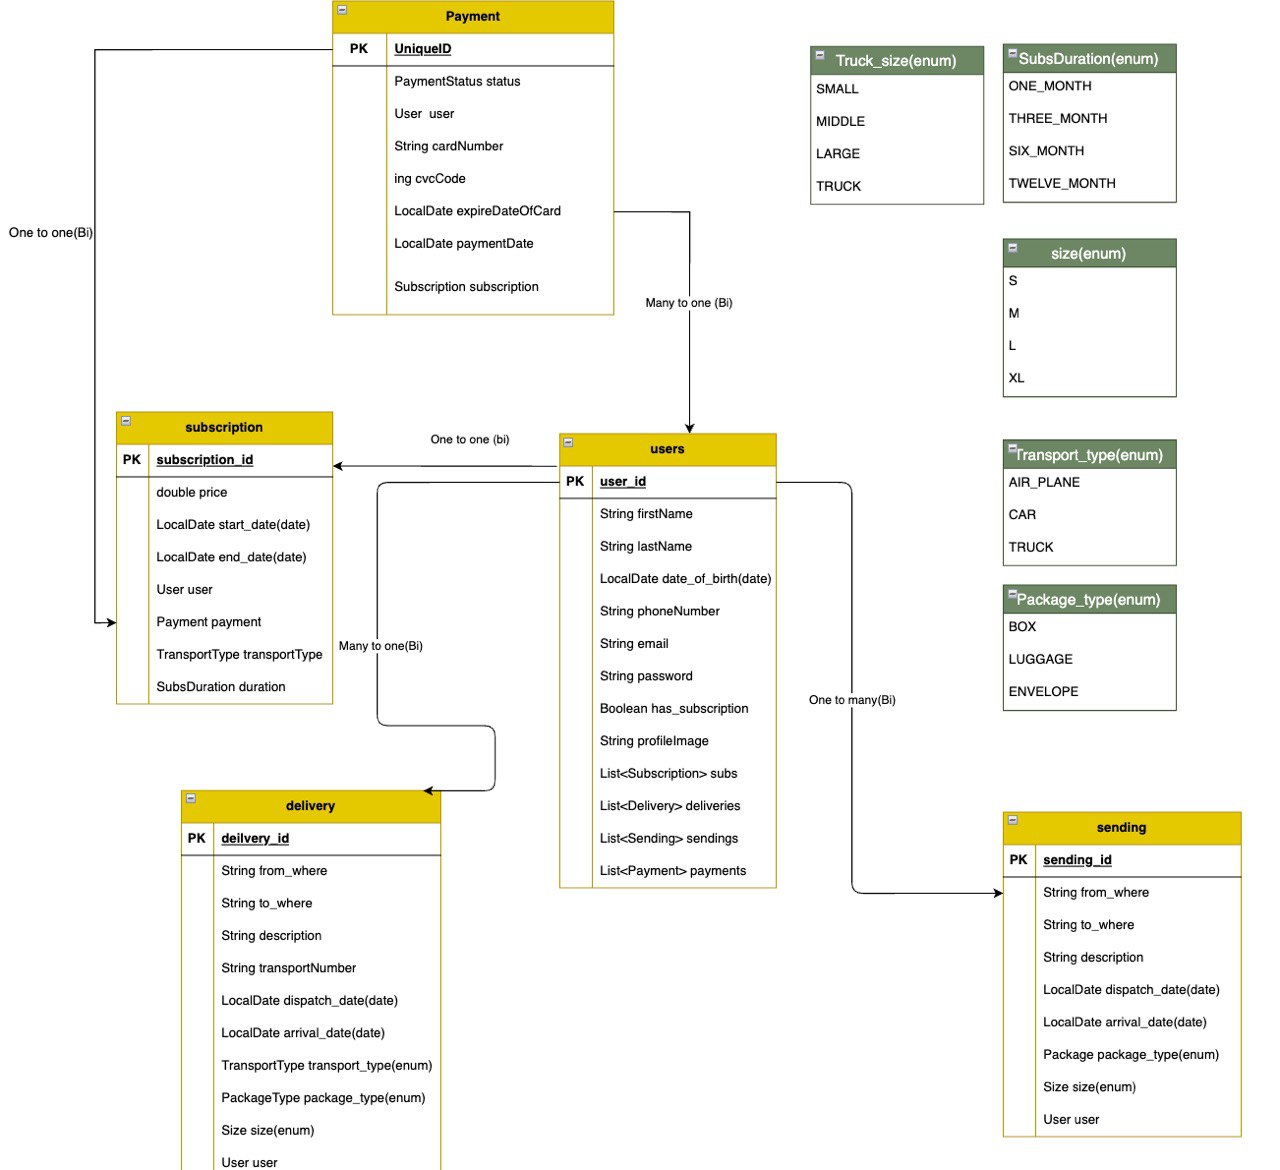 Payment
PK UniqueID
PaymentStatus status
User user
String cardNumber
ing cvcCode
LocalDate expireDateOfCard
LocalDate paymentDate
Subscription subscription
Truck_size(enum)
SMALL
MIDDLE
LARGE
TRUCK
SubsDuration(enum)
ONE_MONTH
THREE_MONTH
SIX_MONTH
TWELVE_MONTH
One to one(Bi)
Many to one (Bi)
size(enum)
S
M
L
XL
subscription
PK subscription_id
double price
LocalDate start_date(date)
LocalDate end_date(date)
User user
Payment payment
TransportType transportType
SubsDuration duration
One to one (bi)
users
PK user_id
String firstName
String lastName
LocalDate date_of_birth(date)
String phoneNumber
String email
String password
Boolean has_subscription
String profileImage
List<Subscription> subs
List<Delivery> deliveries
List<Sending> sendings
List<Payment> payments
Transport_type(enum)
AIR_PLANE
CAR
TRUCK
Package_type(enum)
BOX
LUGGAGE
ENVELOPE
Many to one(Bi)
One to many(Bi)
delivery
PK deilvery_id
String from_where
String to_where
String description
String transportNumber
LocalDate dispatch_date(date)
LocalDate arrival_date(date)
TransportType transport_type(enum)
PackageType package_type(enum)
Size size(enum)
User user
sending
PK sending_id
String from_where
String to_where
String description
LocalDate dispatch_date(date)
LocalDate arrival_date(date)
Package package_type(enum)
Size size(enum)
User user